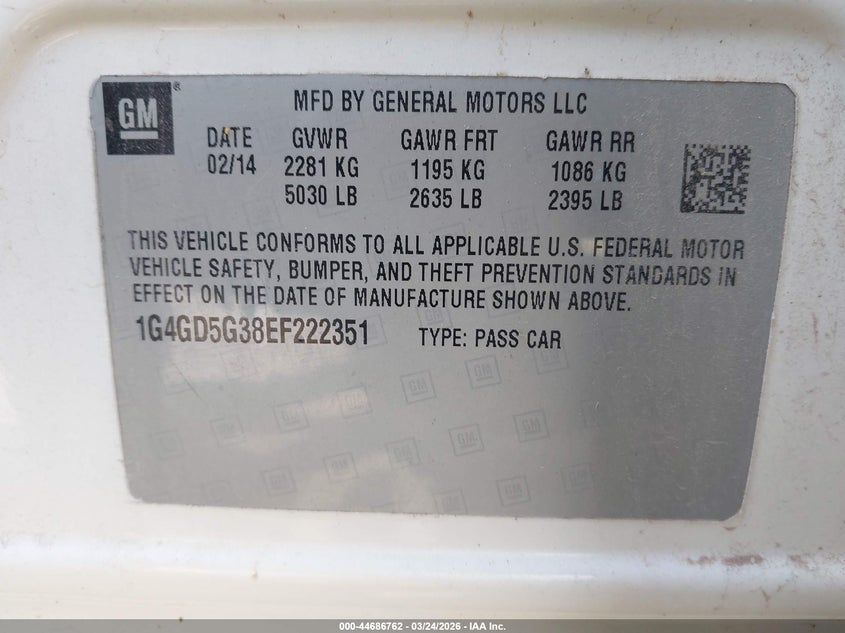 GM ®
MFD BY GENERAL MOTORS LLC
DATE GVWR GAWR FRT GAWR RR
02/14 2281 KG 1195 KG 1086 KG
5030 LB 2635 LB 2395 LB
THIS VEHICLE CONFORMS TO ALL APPLICABLE U.S. FEDERAL MOTOR
VEHICLE SAFETY, BUMPER, AND THEFT PREVENTION STANDARDS IN
EFFECT ON THE DATE OF MANUFACTURE SHOWN ABOVE.
1G4GD5G38EF222351 TYPE: PASS CAR
000-44686762 | 03/24/2026 | IAA Inc.